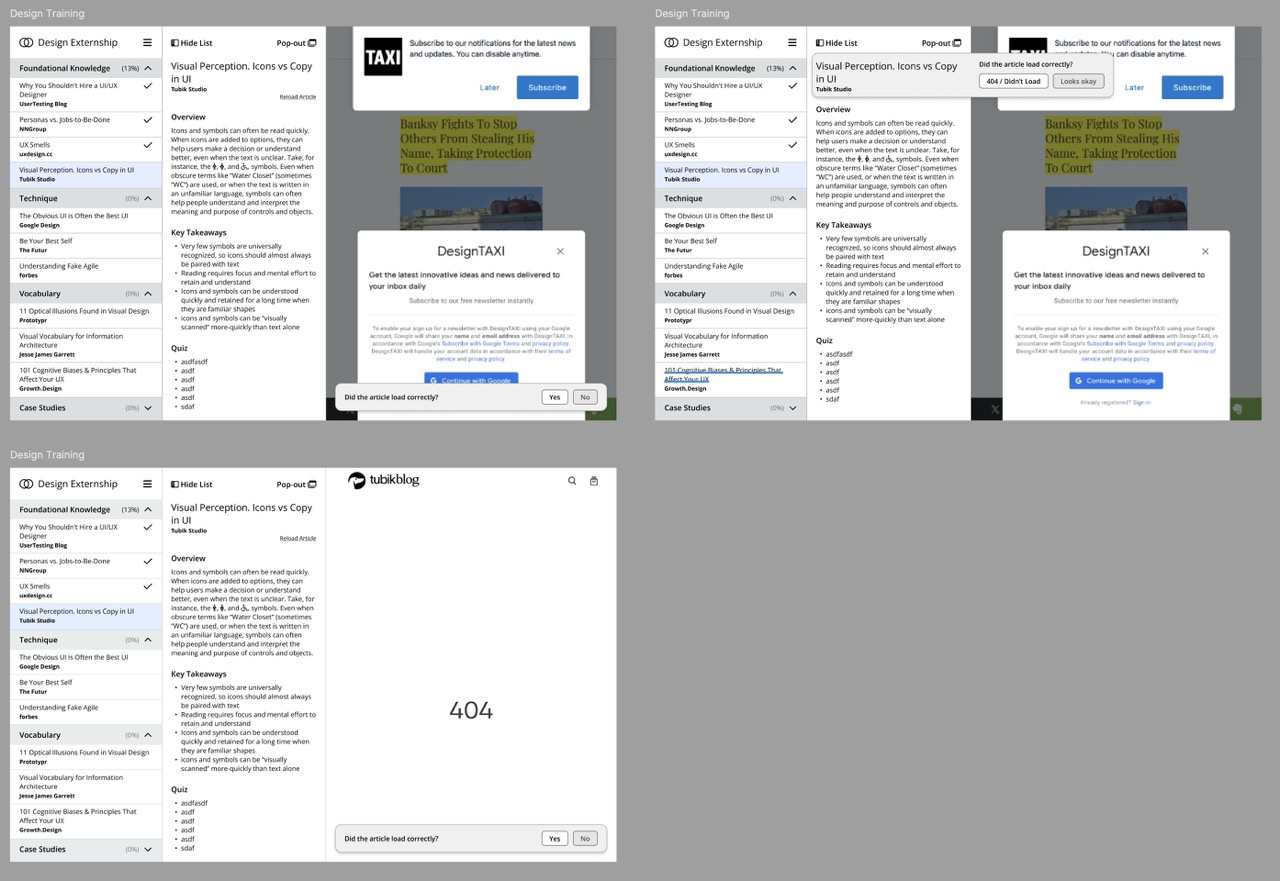 Design Training
Design Externship
Foundational Knowledge (13%)
Why You Shouldn't Hire a UI/UX
Designer
UserTesting Blog
Personas vs. Jobs-to-Be-Done
NNGroup
UX Smells
uxdesign.cc
Visual Perception. Icons vs Copy in UI
Tubik Studio
Technique (0%)
The Obvious UI is Often the Best UI
Google Design
Be Your Best Self
The Futur
Understanding Fake Agile
forbes
Vocabulary (0%)
11 Optical Illusions Found in Visual Design
Prototypr
Visual Vocabulary for Information
Architecture
Jesse James Garrett
101 Cognitive Biases & Principles That
Affect Your UX
Growth.Design
Case Studies (0%)
Hide List Pop-out
Visual Perception. Icons vs Copy
in UI
Tubik Studio
Reload Article
Overview
Icons and symbols can often be read quickly.
When icons are added to options, they can
help users make a decision or understand
better, even when the text is unclear. Take, for
instance, the , , and , symbols. Even when
obscure terms like "Water Closet" (sometimes
"WC") are used, or when the text is written in
an unfamiliar language, symbols can often
help people understand and interpret the
meaning and purpose of controls and objects.
Key Takeaways
• Very few symbols are universally
recognized, so icons should almost always
be paired with text
• Reading requires focus and mental effort to
retain and understand
• Icons and symbols can be understood
quickly and retained for a long time when
they are familiar shapes
• icons and symbols can be "visually
scanned" more-quickly than text alone
Quiz
• asdfasdf
• asdf
• asdf
• asdf
• asdf
• sdaf
TAXI
Subscribe to our notifications for the latest news
and updates. You can disable anytime.
Later Subscribe
Banksy Fights To Stop
Others From Stealing His
Name, Taking Protection
To Court
DesignTAXI
Get the latest innovative ideas and news delivered to
your inbox daily
Subscribe to our free newsletter instantly
To enable your sign up for a newsletter with DesignTAXI using your Google
account, Google will share your name and email address with DesignTAXI, in
accordance with Google's Subscribe with Google Terms and privacy policy.
DesignTAXI will handle your account data in accordance with their terms of
service and privacy policy.
Continue with Google
Did the article load correctly? Yes No
Design Training
Design Externship
Foundational Knowledge (13%)
Why You Shouldn't Hire a UI/UX
Designer
UserTesting Blog
Personas vs. Jobs-to-Be-Done
NNGroup
UX Smells
uxdesign.cc
Visual Perception. Icons vs Copy in UI
Tubik Studio
Technique (0%)
The Obvious UI is Often the Best UI
Google Design
Be Your Best Self
The Futur
Understanding Fake Agile
forbes
Vocabulary (0%)
11 Optical Illusions Found in Visual Design
Prototypr
Visual Vocabulary for Information
Architecture
Jesse James Garrett
101 Cognitive Biases & Principles That
Affect Your UX
Growth.Design
Case Studies (0%)
Hide List Pop-out
Visual Perception. Icons vs Copy
in UI
Tubik Studio
Did the article load correctly?
404 / Didn't Load Looks okay
Overview
Icons and symbols can often be read quickly.
When icons are added to options, they can
help users make a decision or understand
better, even when the text is unclear. Take, for
instance, the , , and , symbols. Even when
obscure terms like "Water Closet" (sometimes
"WC") are used, or when the text is written in
an unfamiliar language, symbols can often
help people understand and interpret the
meaning and purpose of controls and objects.
Key Takeaways
• Very few symbols are universally
recognized, so icons should almost always
be paired with text
• Reading requires focus and mental effort to
retain and understand
• Icons and symbols can be understood
quickly and retained for a long time when
they are familiar shapes
• icons and symbols can be "visually
scanned" more-quickly than text alone
Quiz
• asdfasdf
• asdf
• asdf
• asdf
• asdf
• sdaf
Subscribe to our notifications for the latest news
you can disable anytime.
Later Subscribe
Banksy Fights To Stop
Others From Stealing His
Name, Taking Protection
To Court
DesignTAXI
Get the latest innovative ideas and news delivered to
your inbox daily
Subscribe to our free newsletter instantly
To enable your sign up for a newsletter with DesignTAXI using your Google
account, Google will share your name and email address with DesignTAXI, in
accordance with Google's Subscribe with Google Terms and privacy policy.
DesignTAXI will handle your account data in accordance with their terms of
service and privacy policy.
Continue with Google
Already registered? Sign in
Design Training
Design Externship
Foundational Knowledge (13%)
Why You Shouldn't Hire a UI/UX
Designer
UserTesting Blog
Personas vs. Jobs-to-Be-Done
NNGroup
UX Smells
uxdesign.cc
Visual Perception. Icons vs Copy in UI
Tubik Studio
Technique (0%)
The Obvious UI is Often the Best UI
Google Design
Be Your Best Self
The Futur
Understanding Fake Agile
forbes
Vocabulary (0%)
11 Optical Illusions Found in Visual Design
Prototypr
Visual Vocabulary for Information
Architecture
Jesse James Garrett
101 Cognitive Biases & Principles That
Affect Your UX
Growth.Design
Case Studies (0%)
Hide List Pop-out
Visual Perception. Icons vs Copy
in UI
Tubik Studio
Reload Article
Overview
Icons and symbols can often be read quickly.
When icons are added to options, they can
help users make a decision or understand
better, even when the text is unclear. Take, for
instance, the , , and , symbols. Even when
obscure terms like "Water Closet" (sometimes
"WC") are used, or when the text is written in
an unfamiliar language, symbols can often
help people understand and interpret the
meaning and purpose of controls and objects.
Key Takeaways
• Very few symbols are universally
recognized, so icons should almost always
be paired with text
• Reading requires focus and mental effort to
retain and understand
• Icons and symbols can be understood
quickly and retained for a long time when
they are familiar shapes
• icons and symbols can be "visually
scanned" more-quickly than text alone
Quiz
• asdfasdf
• asdf
• asdf
• asdf
• asdf
• sdaf
tubikblog
404
Did the article load correctly? Yes No